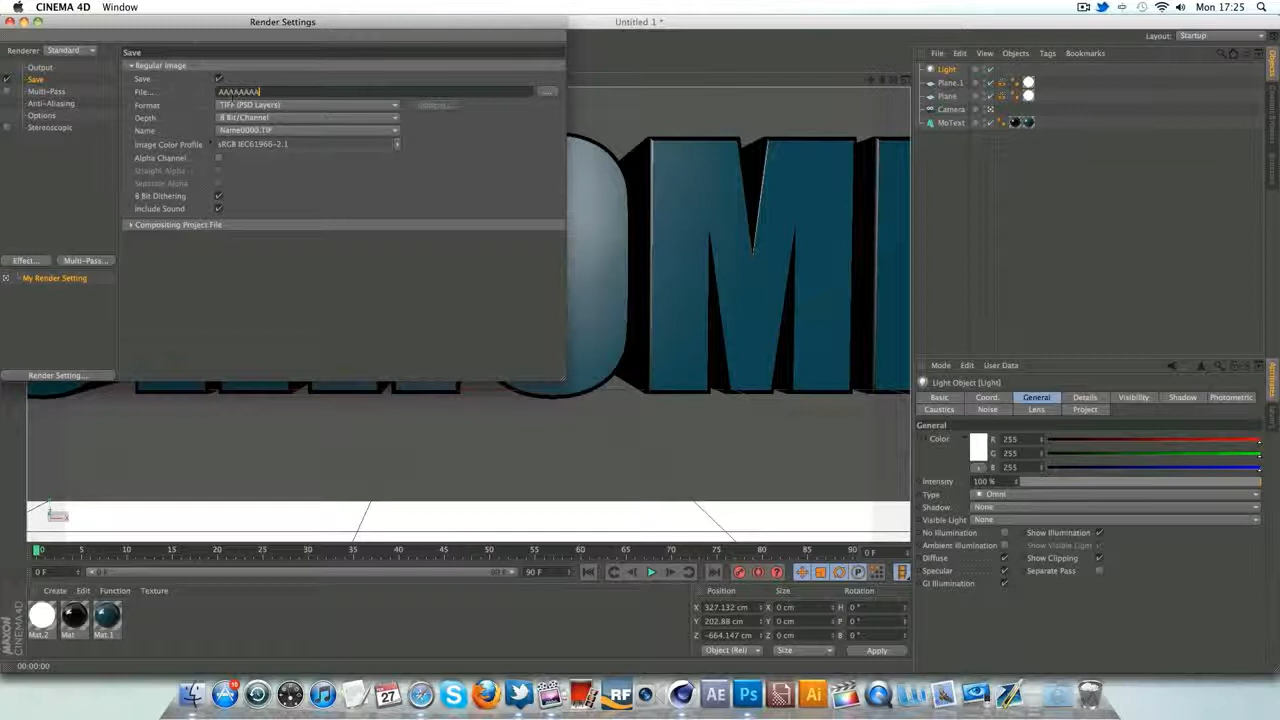 CINEMA 4D Window
Mon 17:25
Render Settings
Untitled 1 *
Layout: Startup
Renderer Standard
Output
Save
Multi-Pass
Anti-Aliasing
Options
Stereoscopic
Effect... Multi-Pass...
My Render Setting
Render Setting...
Save
Regular Image
Save
File... AAAAAAAA
Format TIFF (PSD Layers)
Depth 8 Bit/Channel
Name Name0000.TIF
Image Color Profile sRGB IEC61966-2.1
Alpha Channel
Straight Alpha
Separate Alpha
8 Bit Dithering
Include Sound
Compositing Project File
OM
File Edit View Objects Tags Bookmarks
Light
Plane.1
Plane
Camera
MoText
Objects
Attributes
Mode Edit User Data
Light Object [Light]
Basic Coord. General Details Visibility Shadow Photometric
Caustics Noise Lens Project
General
Color R 255
G 255
B 255
Intensity 100 %
Type Omni
Shadow None
Visible Light None
No Illumination Show Illumination
Ambient Illumination Show Visible Light
Diffuse Show Clipping
Specular Separate Pass
GI Illumination
0 5 10 15 20 25 30 35 40 45 50 55 60 65 70 75 80 85 90 0 F
0 F 0 F 90 F 90 F
Create Edit Function Texture
Mat.2 Mat Mat.1
Position Size Rotation
X 327.132 cm X 0 cm H 0 °
Y 202.88 cm Y 0 cm P 0 °
Z -664.147 cm Z 0 cm B 0 °
Object (Rel) Size Apply
MAXON CINEMA 4D
00:00:00
27
RF
AE
Ps
Ai